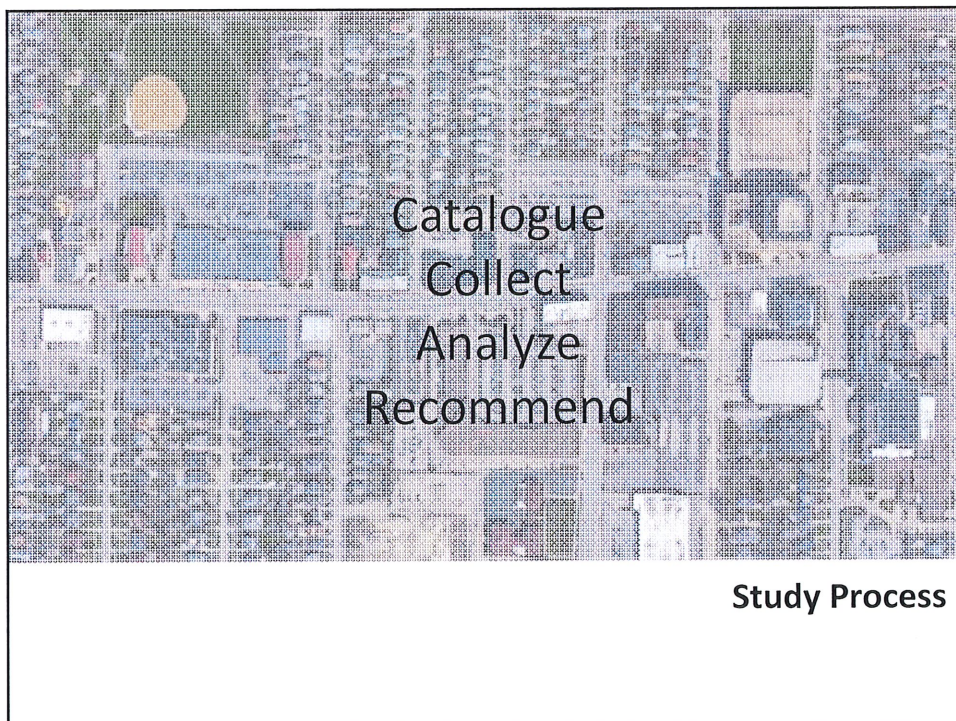 Catalogue
Collect
Analyze
Recommend
Study Process